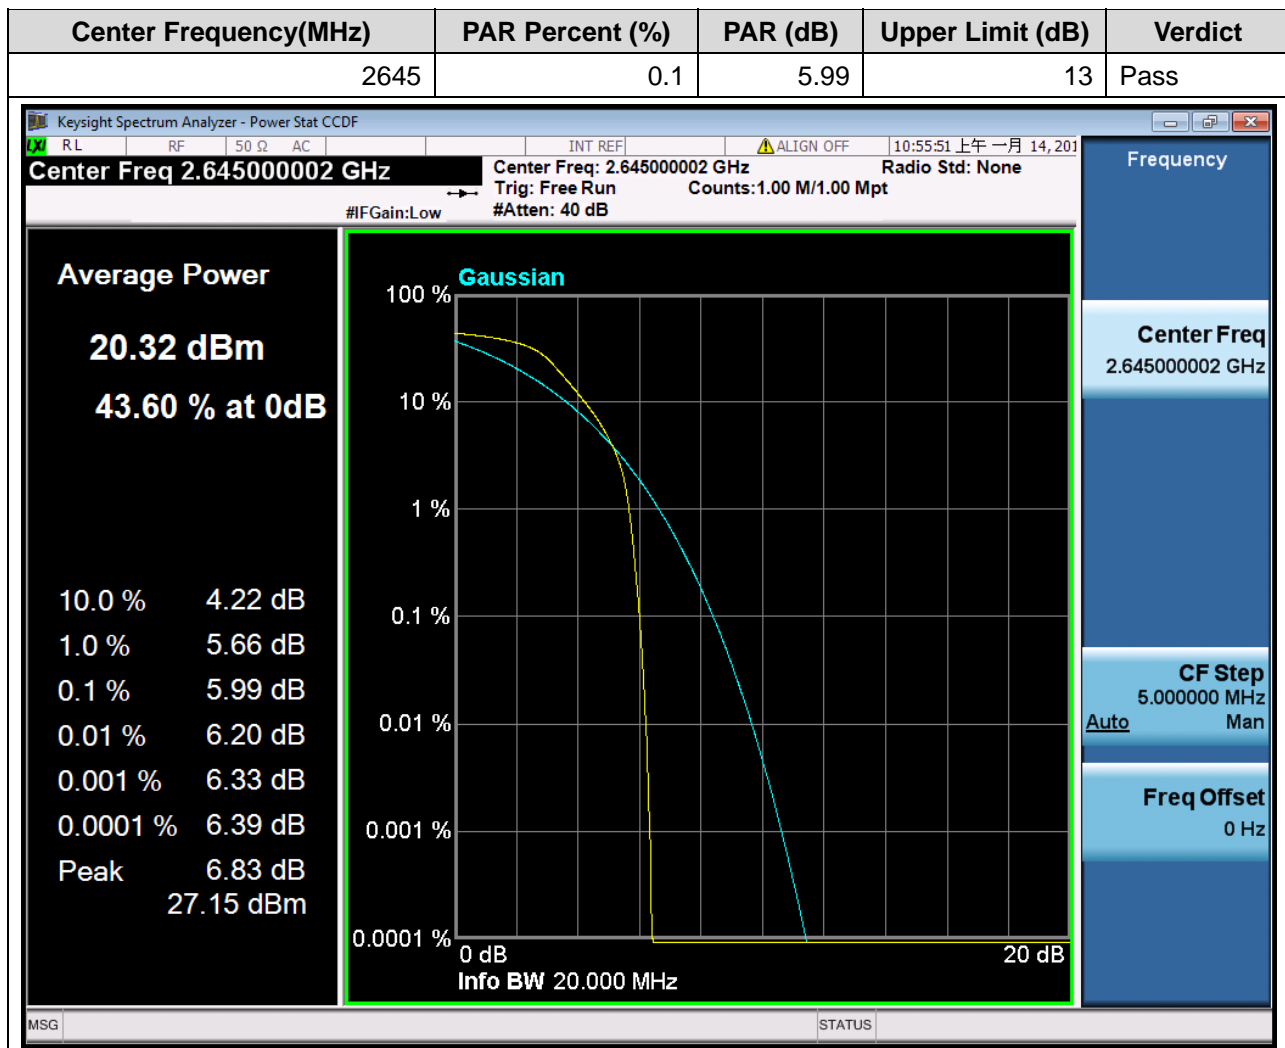 Center Frequency(MHz) PAR Percent (%) PAR (dB) Upper Limit (dB) Verdict
2645 0.1 5.99 13 Pass
Keysight Spectrum Analyzer - Power Stat CCDF
LXI RL RF 50 Ω AC INT REF ALIGN OFF 10:55:51 上午 一月 14, 201
Center Freq 2.645000002 GHz
Center Freq: 2.645000002 GHz Radio Std: None
Trig: Free Run Counts:1.00 M/1.00 Mpt
#IFGain:Low #Atten: 40 dB
Average Power
20.32 dBm
43.60 % at 0dB
10.0 % 4.22 dB
1.0 % 5.66 dB
0.1 % 5.99 dB
0.01 % 6.20 dB
0.001 % 6.33 dB
0.0001 % 6.39 dB
Peak 6.83 dB
27.15 dBm
Gaussian
100 %
10 %
1 %
0.1 %
0.01 %
0.001 %
0.0001 %
0 dB 20 dB
Info BW 20.000 MHz
Frequency
Center Freq
2.645000002 GHz
CF Step
5.000000 MHz
Auto Man
Freq Offset
0 Hz
MSG STATUS